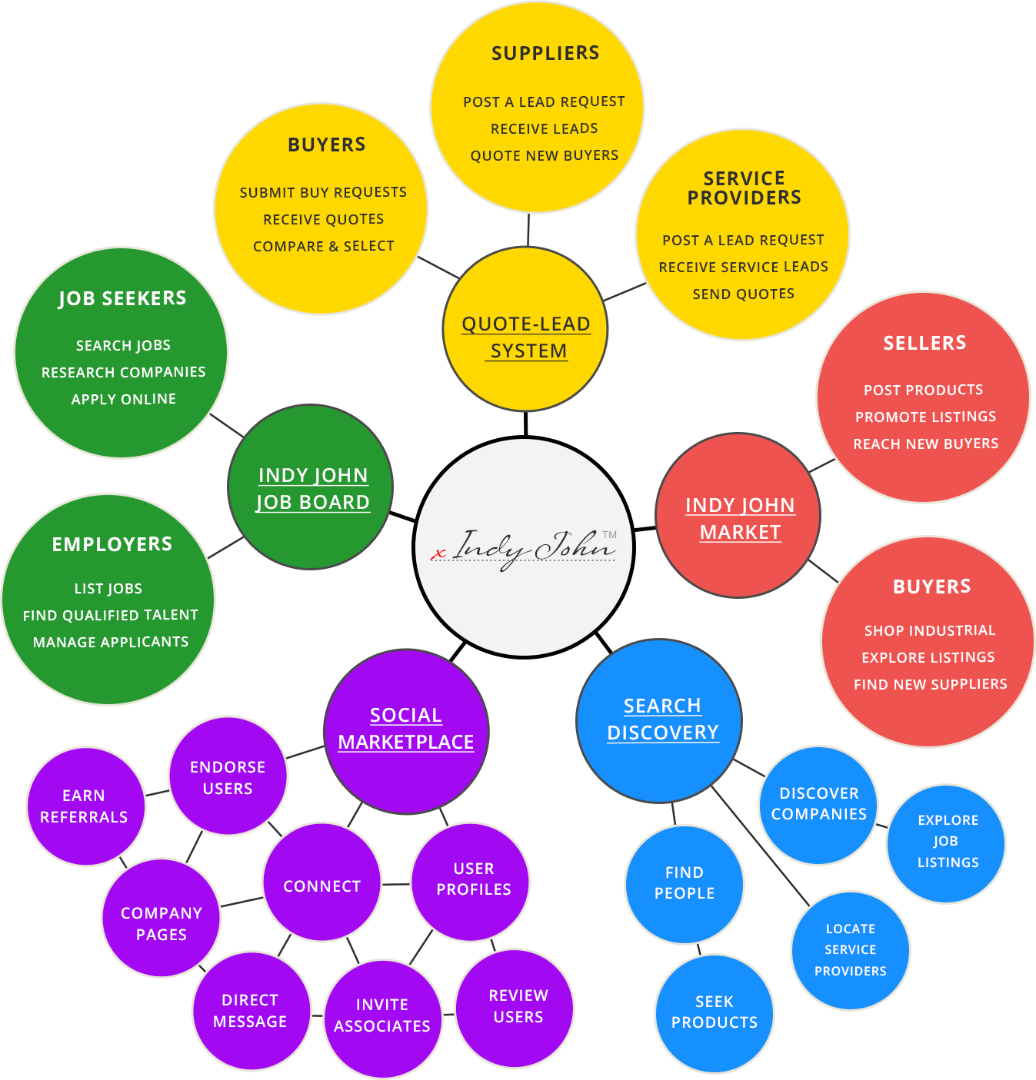 SUPPLIERS
POST A LEAD REQUEST
RECEIVE LEADS
QUOTE NEW BUYERS
BUYERS
SUBMIT BUY REQUESTS
RECEIVE QUOTES
COMPARE & SELECT
SERVICE
PROVIDERS
POST A LEAD REQUEST
RECEIVE SERVICE LEADS
SEND QUOTES
QUOTE-LEAD
SYSTEM
JOB SEEKERS
SEARCH JOBS
RESEARCH COMPANIES
APPLY ONLINE
SELLERS
POST PRODUCTS
PROMOTE LISTINGS
REACH NEW BUYERS
INDY JOHN
JOB BOARD
INDY JOHN
MARKET
x Indy John TM
EMPLOYERS
LIST JOBS
FIND QUALIFIED TALENT
MANAGE APPLICANTS
BUYERS
SHOP INDUSTRIAL
EXPLORE LISTINGS
FIND NEW SUPPLIERS
SOCIAL
MARKETPLACE
SEARCH
DISCOVERY
ENDORSE
USERS
EARN
REFERRALS
CONNECT
USER
PROFILES
COMPANY
PAGES
DIRECT
MESSAGE
INVITE
ASSOCIATES
REVIEW
USERS
DISCOVER
COMPANIES
EXPLORE
JOB
LISTINGS
FIND
PEOPLE
LOCATE
SERVICE
PROVIDERS
SEEK
PRODUCTS